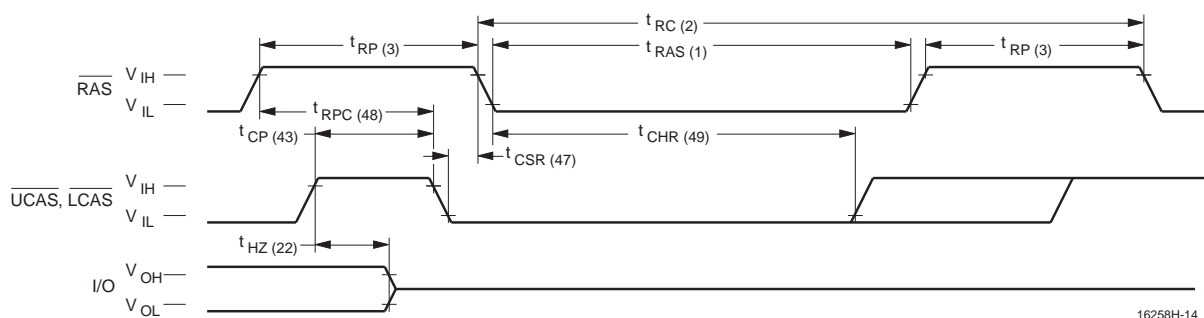 t RC (2)
t RP (3)
t RAS (1)
t RP (3)
RAS
V IH
V IL
t RPC (48)
t CP (43)
t CHR (49)
t CSR (47)
UCAS, LCAS
V IH
V IL
t HZ (22)
I/O
V OH
V OL
16258H-14